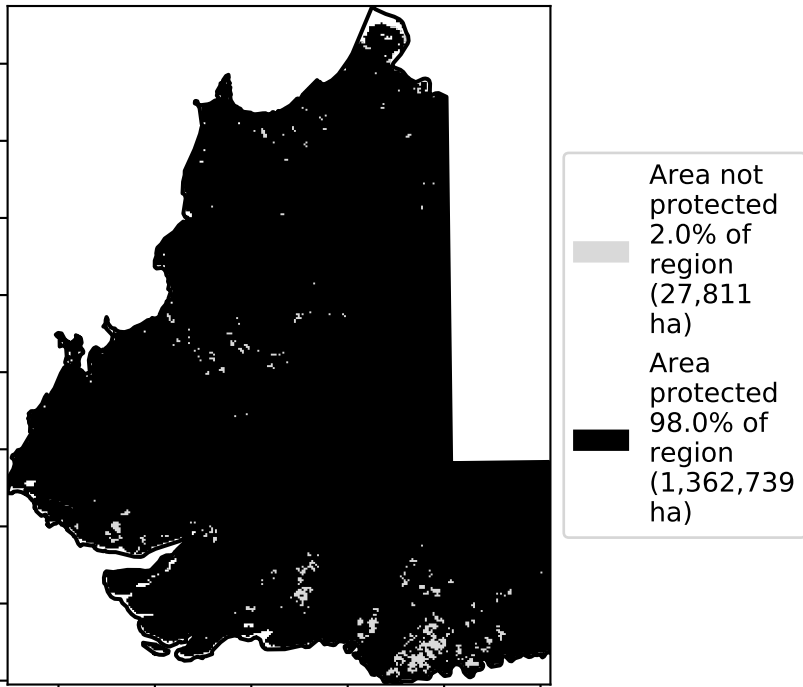 Area not
protected
2.0% of
region
(27,811
ha)
Area
protected
98.0% of
region
(1,362,739
ha)